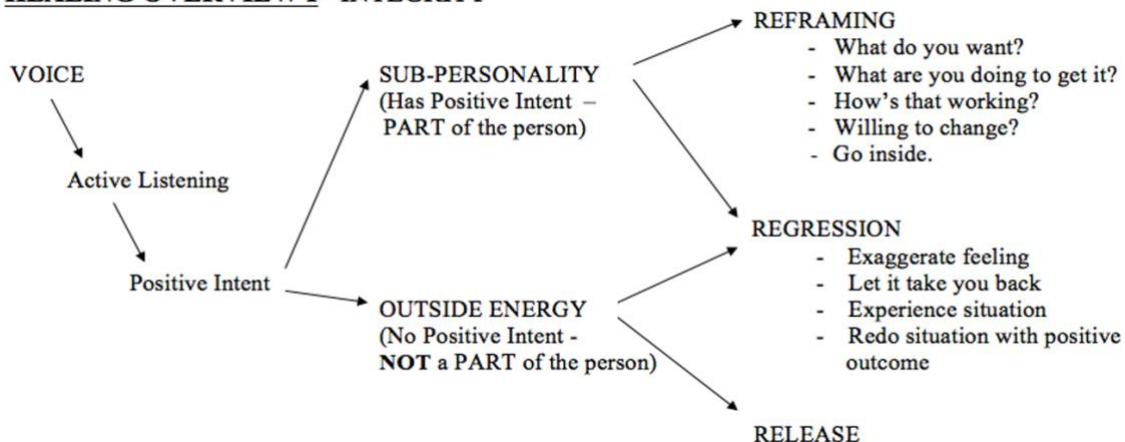 HEALING OVERVIEW I - INTEGRITY
VOICE
Active Listening
Positive Intent
SUB-PERSONALITY
(Has Positive Intent –
PART of the person)
OUTSIDE ENERGY
(No Positive Intent -
NOT a PART of the person)
REFRAMING
- What do you want?
- What are you doing to get it?
- How's that working?
- Willing to change?
- Go inside.
REGRESSION
- Exaggerate feeling
- Let it take you back
- Experience situation
- Redo situation with positive
outcome
RELEASE